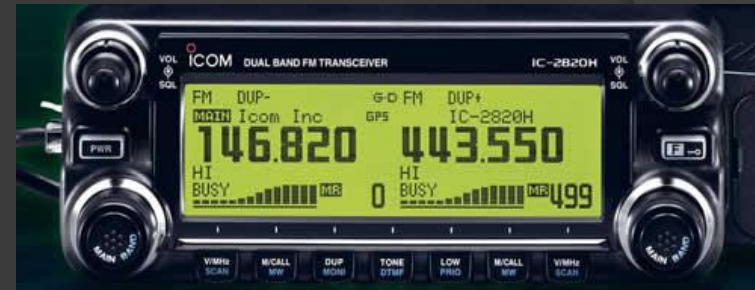 VOL
SQL
ICOM DUAL BAND FM TRANSCEIVER IC-2820H
VOL
SQL
FM DUP- G-D FM DUP+
MAIN Icom Inc GPS IC-2820H
146.820 443.550
HI HI
BUSY MR 0 BUSY MR 499
PWR
F
MAIN BAND
MAIN BAND
V/MHz M/CALL DUP TONE LOW M/CALL V/MHz
SCAN MW MONI DTMF PRIO MW SCAN